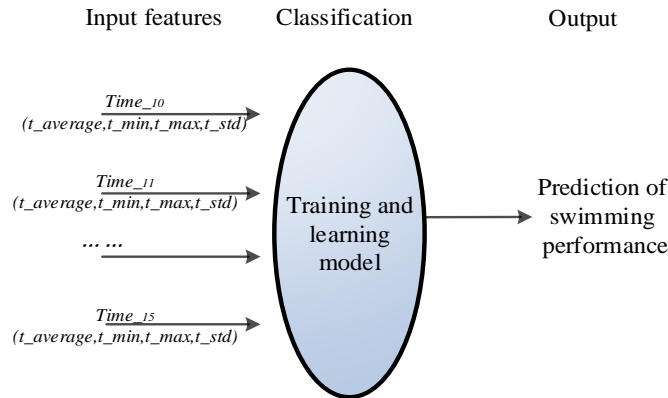 Input features
Classification
Output
Time_10
(t_average,t_min,t_max,t_std)
Time_11
(t_average,t_min,t_max,t_std)
... ...
Time_15
(t_average,t_min,t_max,t_std)
Training and
learning
model
Prediction of
swimming
performance